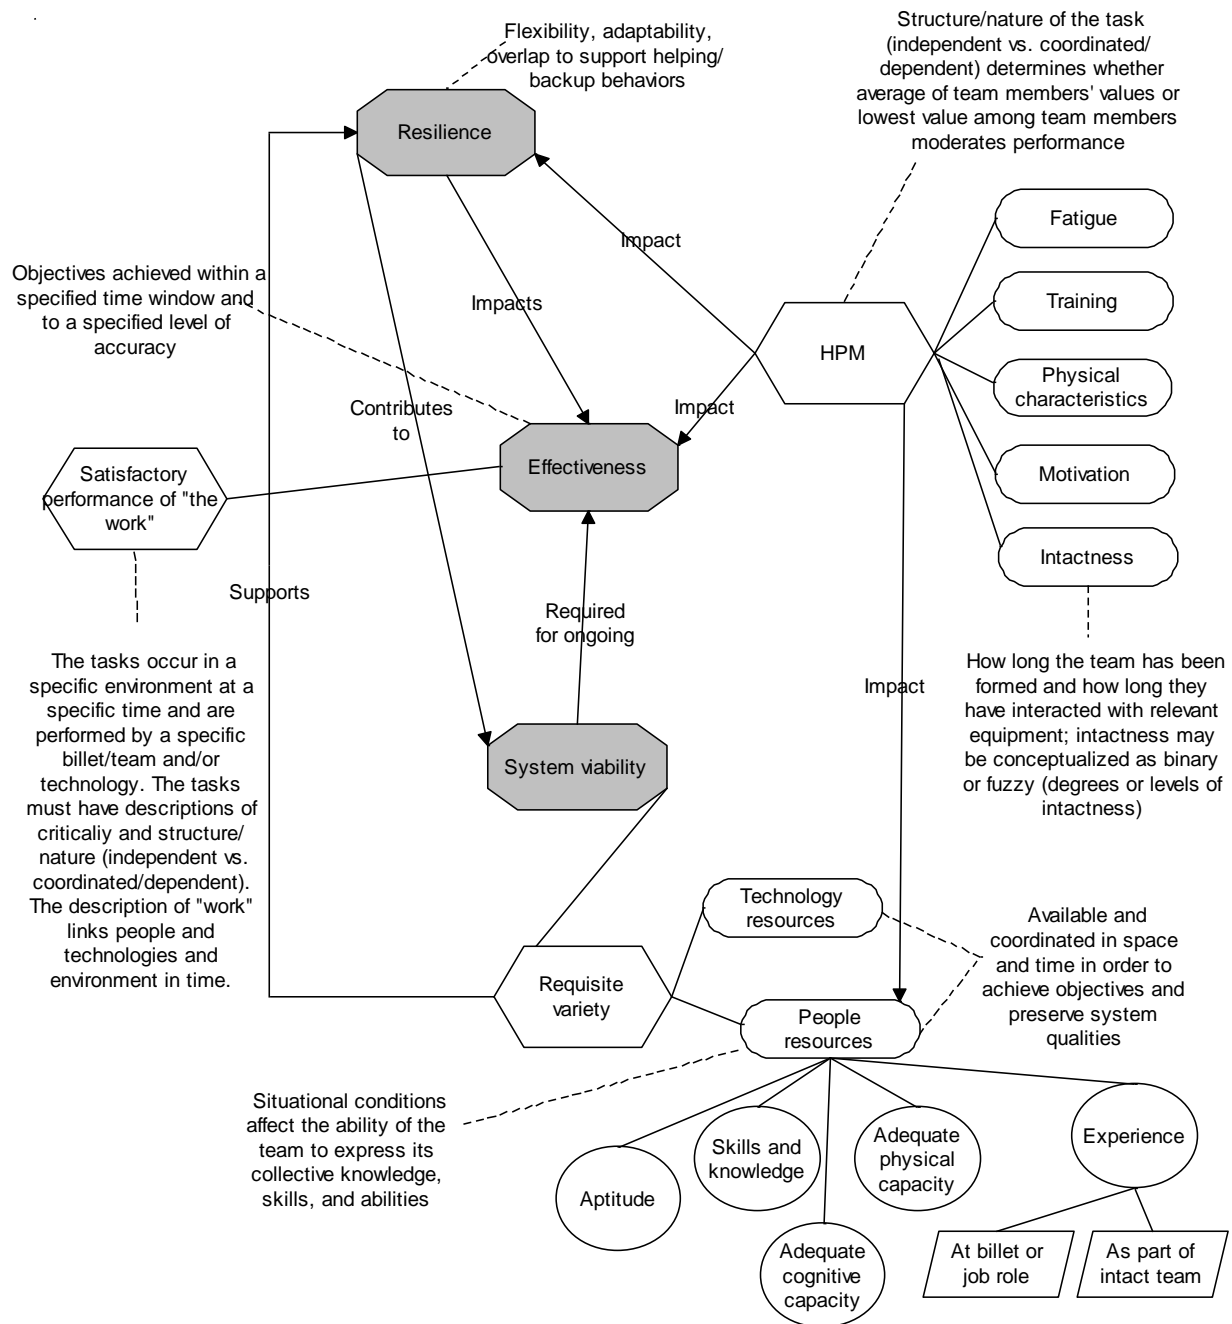 Flexibility, adaptability,
overlap to support helping/
backup behaviors
Structure/nature of the task
(independent vs. coordinated/
dependent) determines whether
average of team members' values or
lowest value among team members
moderates performance
Resilience
Fatigue
Impact
Objectives achieved within a
specified time window and
to a specified level of
accuracy
Impacts
Training
HPM
Physical
characteristics
Contributes
to
Impact
Satisfactory
performance of "the
work"
Effectiveness
Motivation
Intactness
Supports
Required
for ongoing
The tasks occur in a
specific environment at a
specific time and are
performed by a specific
billet/team and/or
technology. The tasks
must have descriptions of
criticaliy and structure/
nature (independent vs.
coordinated/dependent).
The description of "work"
links people and
technologies and
environment in time.
Impact
How long the team has been
formed and how long they
have interacted with relevant
equipment; intactness may
be conceptualized as binary
or fuzzy (degrees or levels of
intactness)
System viability
Technology
resources
Available and
coordinated in space
and time in order to
achieve objectives and
preserve system
qualities
Requisite
variety
People
resources
Situational conditions
affect the ability of the
team to express its
collective knowledge,
skills, and abilities
Aptitude
Skills and
knowledge
Adequate
physical
capacity
Experience
Adequate
cognitive
capacity
At billet or
job role
As part of
intact team